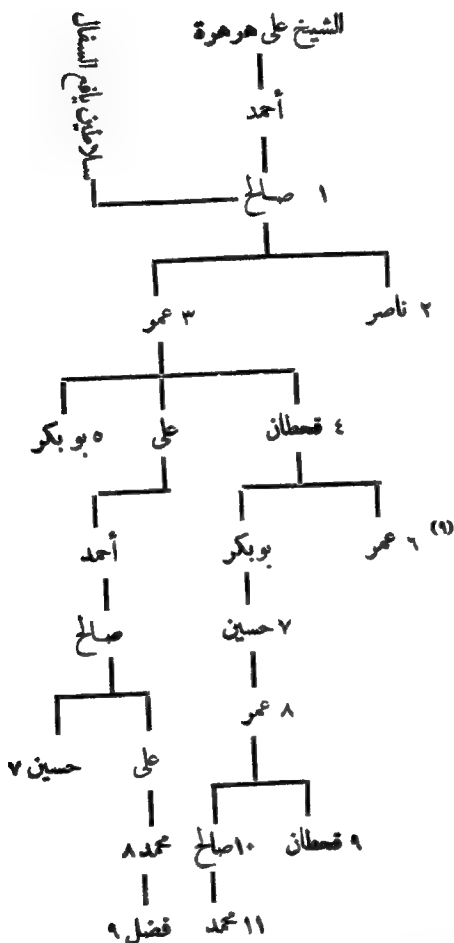 الشيخ على هرهرة
سلاطين يافع السفال
أحمد
١ صالح
٢ ناصر
٣ عمر
٤ قحطان
على
٥ بو بكر
(٩) ٦ عمر
بوبكر
أحمد
٧ حسين
صالح
٨ عمر
على
حسين ٧
٩ قحطان
١٠ صالح
محمد ٨
١١ محمد
فضل ٩